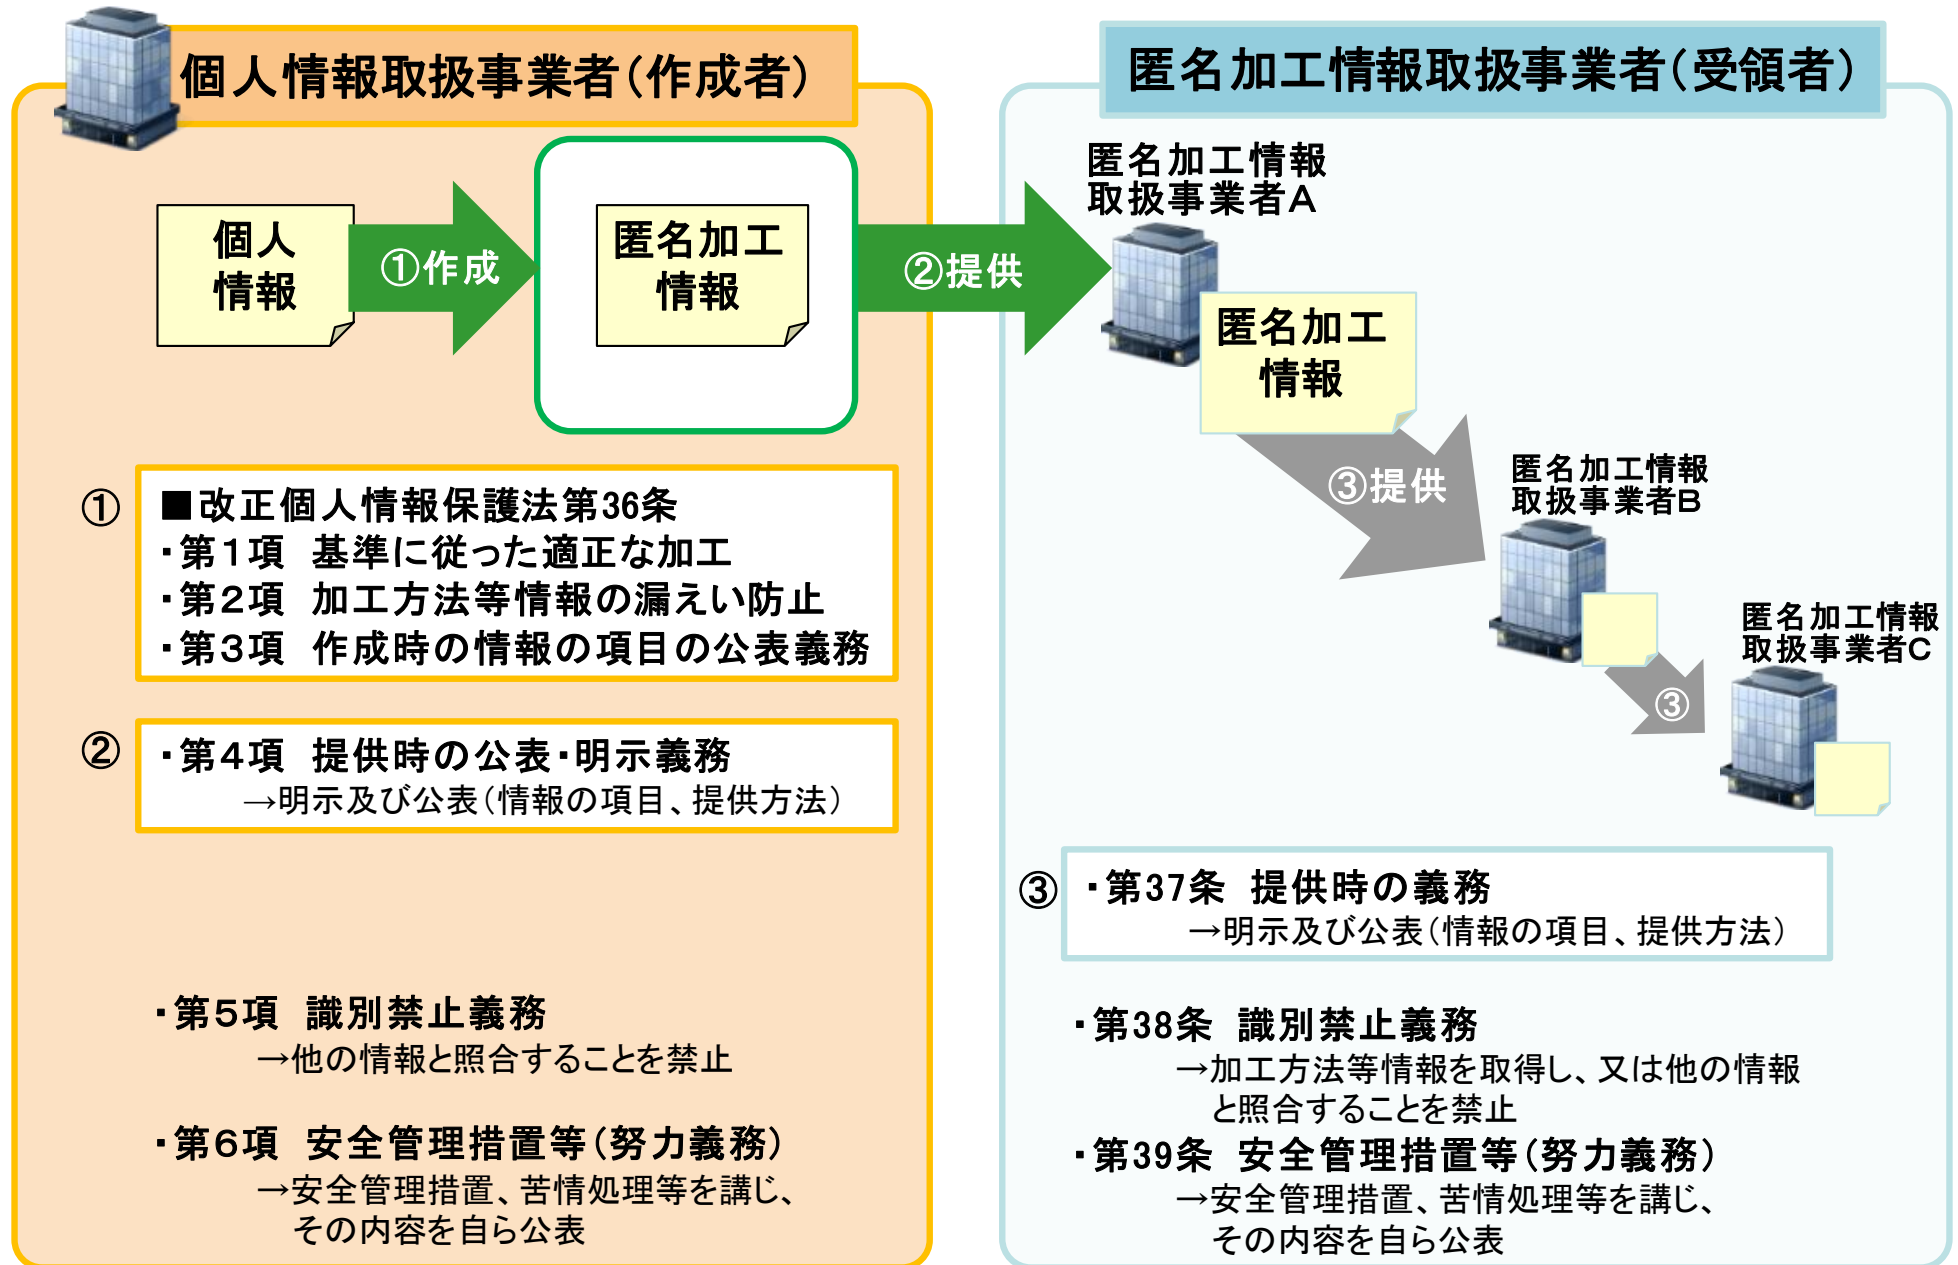 個人情報取扱事業者（作成者）
個人
情報
①作成
匿名加工
情報
②提供
①
■改正個人情報保護法第36条
・第１項 基準に従った適正な加工
・第２項 加工方法等情報の漏えい防止
・第３項 作成時の情報の項目の公表義務
②
・第４項 提供時の公表・明示義務
→明示及び公表（情報の項目、提供方法）
・第５項 識別禁止義務
→他の情報と照合することを禁止
・第６項 安全管理措置等（努力義務）
→安全管理措置、苦情処理等を講じ、
その内容を自ら公表
匿名加工情報取扱事業者（受領者）
匿名加工情報
取扱事業者Ａ
匿名加工
情報
③提供
匿名加工情報
取扱事業者Ｂ
③
匿名加工情報
取扱事業者Ｃ
③
・第37条 提供時の義務
→明示及び公表（情報の項目、提供方法）
・第38条 識別禁止義務
→加工方法等情報を取得し、又は他の情報
と照合することを禁止
・第39条 安全管理措置等（努力義務）
→安全管理措置、苦情処理等を講じ、
その内容を自ら公表